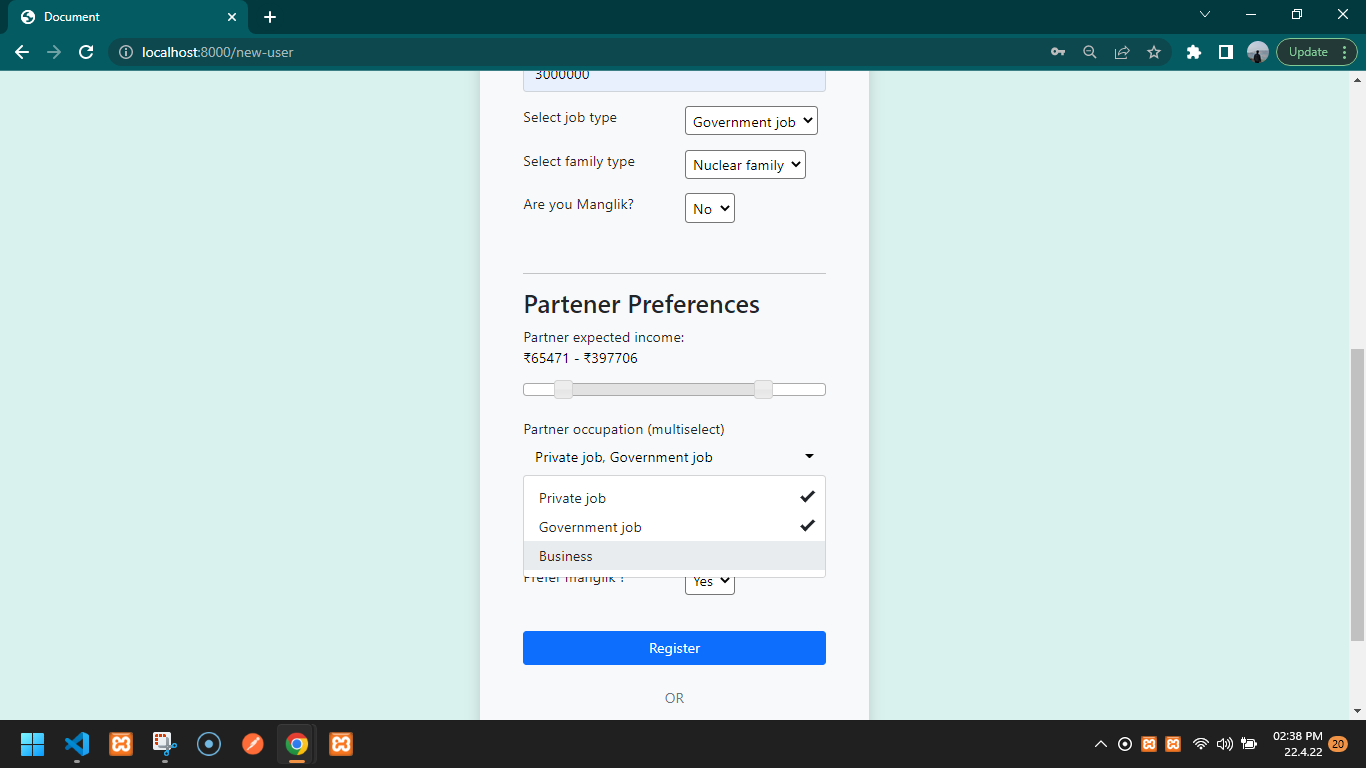 Document
localhost:8000/new-user
Update
3000000
Select job type
Government job
Select family type
Nuclear family
Are you Manglik?
No
Partener Preferences
Partner expected income:
₹65471 - ₹397706
Partner occupation (multiselect)
Private job, Government job
Private job
Government job
Business
Prefer manglik ?
Yes
Register
OR
02:38 PM
22.4.22
20